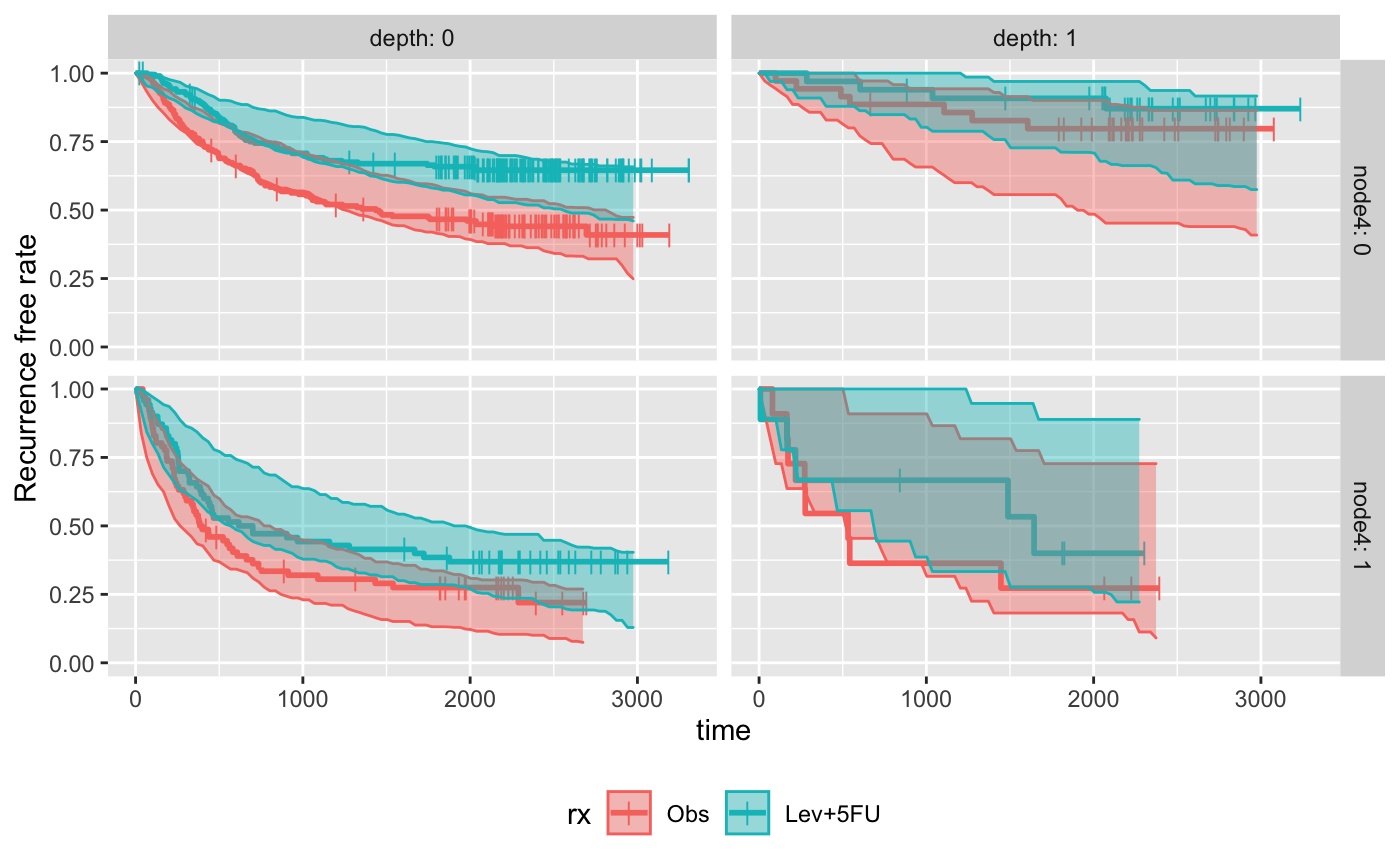 depth: 0
depth: 1
Recurrence free rate
1.00
0.75
0.50
0.25
0.00
node4: 0
1.00
0.75
0.50
0.25
0.00
node4: 1
0 1000 2000 3000
0 1000 2000 3000
time
rx Obs Lev+5FU